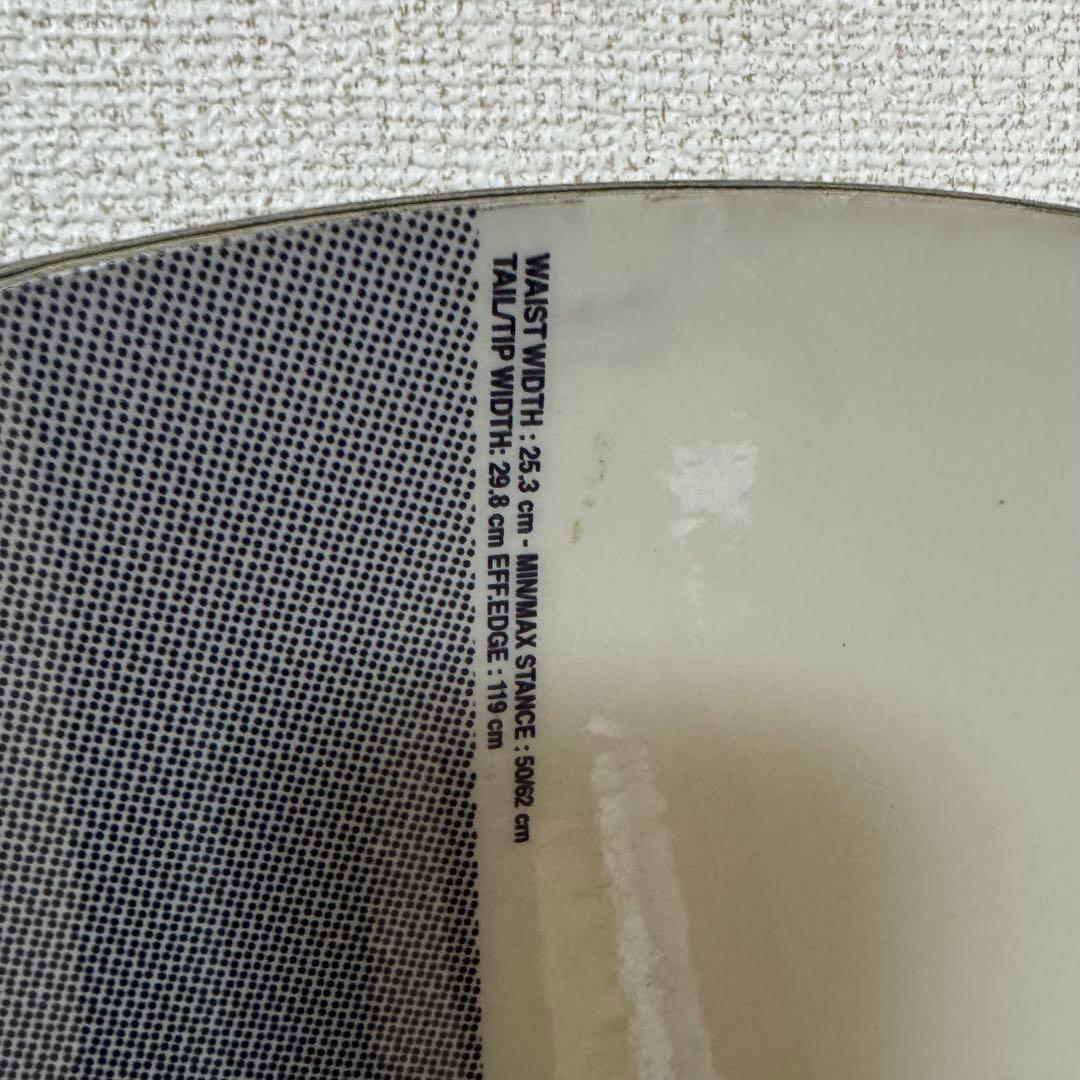 WAIST WIDTH : 25.3 cm - MIN/MAX STANCE : 50/62 cm
TAIL/TIP WIDTH: 29.8 cm EFF.EDGE : 119 cm